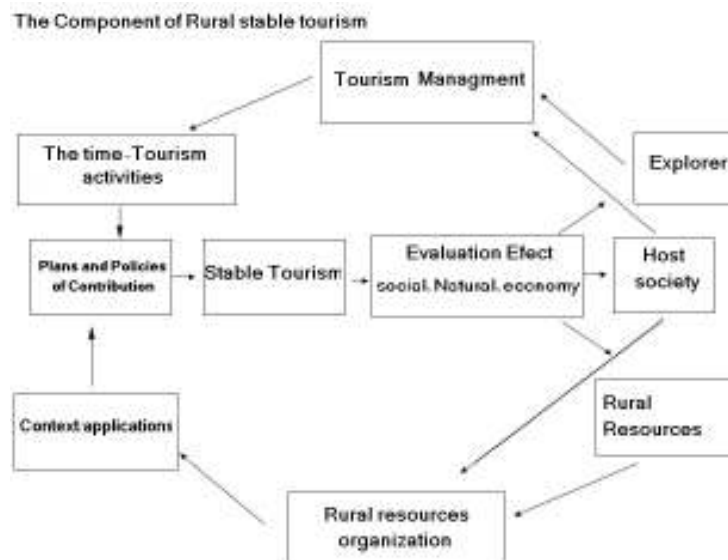 The Component of Rural stable tourism
Tourism Managment
The time-Tourism
activities
Explorer
Plans and Policies
of Contribution
Stable Tourism
Evaluation Efect
social.Natural.economy
Host
society
Context applications
Rural
Resources
Rural resources
organization